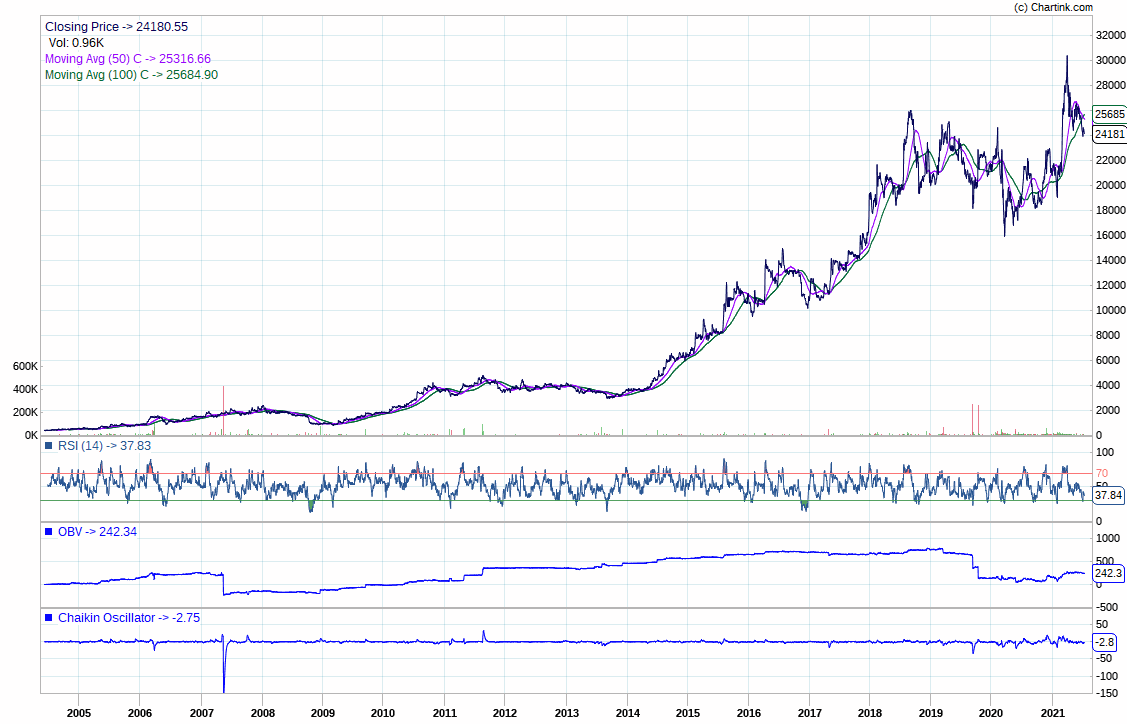 (c) Chartink.com
Closing Price -> 24180.55
Vol: 0.96K
Moving Avg (50) C -> 25316.66
Moving Avg (100) C -> 25684.90
32000
30000
28000
25685
24181
22000
20000
18000
16000
14000
12000
10000
8000
6000
4000
2000
0
600K
400K
200K
0K
RSI (14) -> 37.83
100
70
50
37.84
0
OBV -> 242.34
1000
500
242.3
0
-500
Chaikin Oscillator -> -2.75
50
-2.8
-50
-100
-150
2005 2006 2007 2008 2009 2010 2011 2012 2013 2014 2015 2016 2017 2018 2019 2020 2021